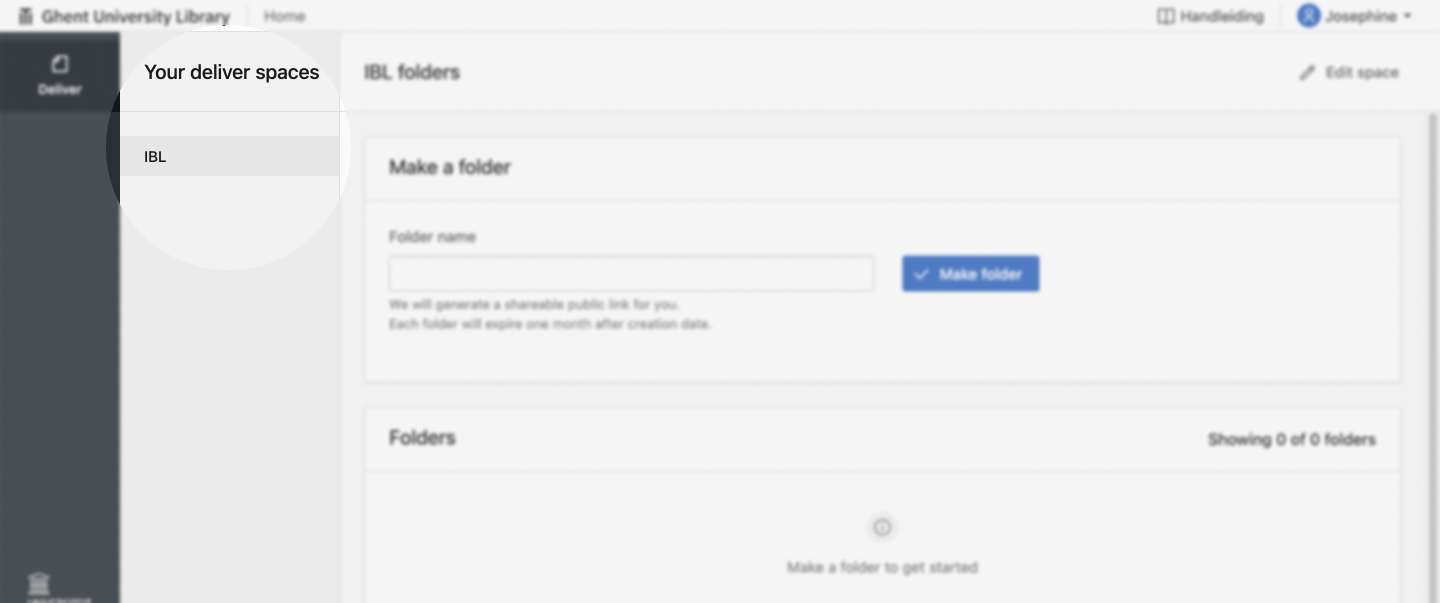 Ghent University Library
Home
Handleiding
Josephine
Deliver
Your deliver spaces
IBL
IBL folders
Edit space
Make a folder
Folder name
Make folder
We will generate a shareable public link for you.
Each folder will expire one month after creation date.
Folders
Showing 0 of 0 folders
Make a folder to get started